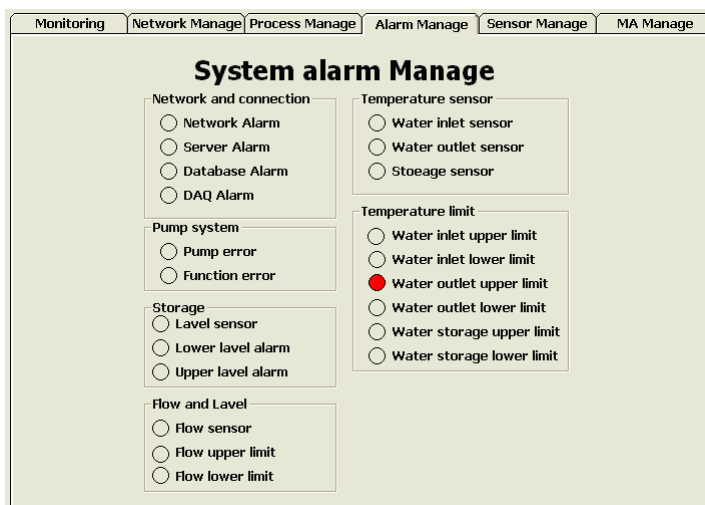 Monitoring Network Manage Process Manage Alarm Manage Sensor Manage MA Manage
System alarm Manage
Network and connection
Network Alarm
Server Alarm
Database Alarm
DAQ Alarm
Pump system
Pump error
Function error
Storage
Lavel sensor
Lower level alarm
Upper level alarm
Flow and Lavel
Flow sensor
Flow upper limit
Flow lower limit
Temperature sensor
Water inlet sensor
Water outlet sensor
Stoeage sensor
Temperature limit
Water inlet upper limit
Water inlet lower limit
Water outlet upper limit
Water outlet lower limit
Water storage upper limit
Water storage lower limit